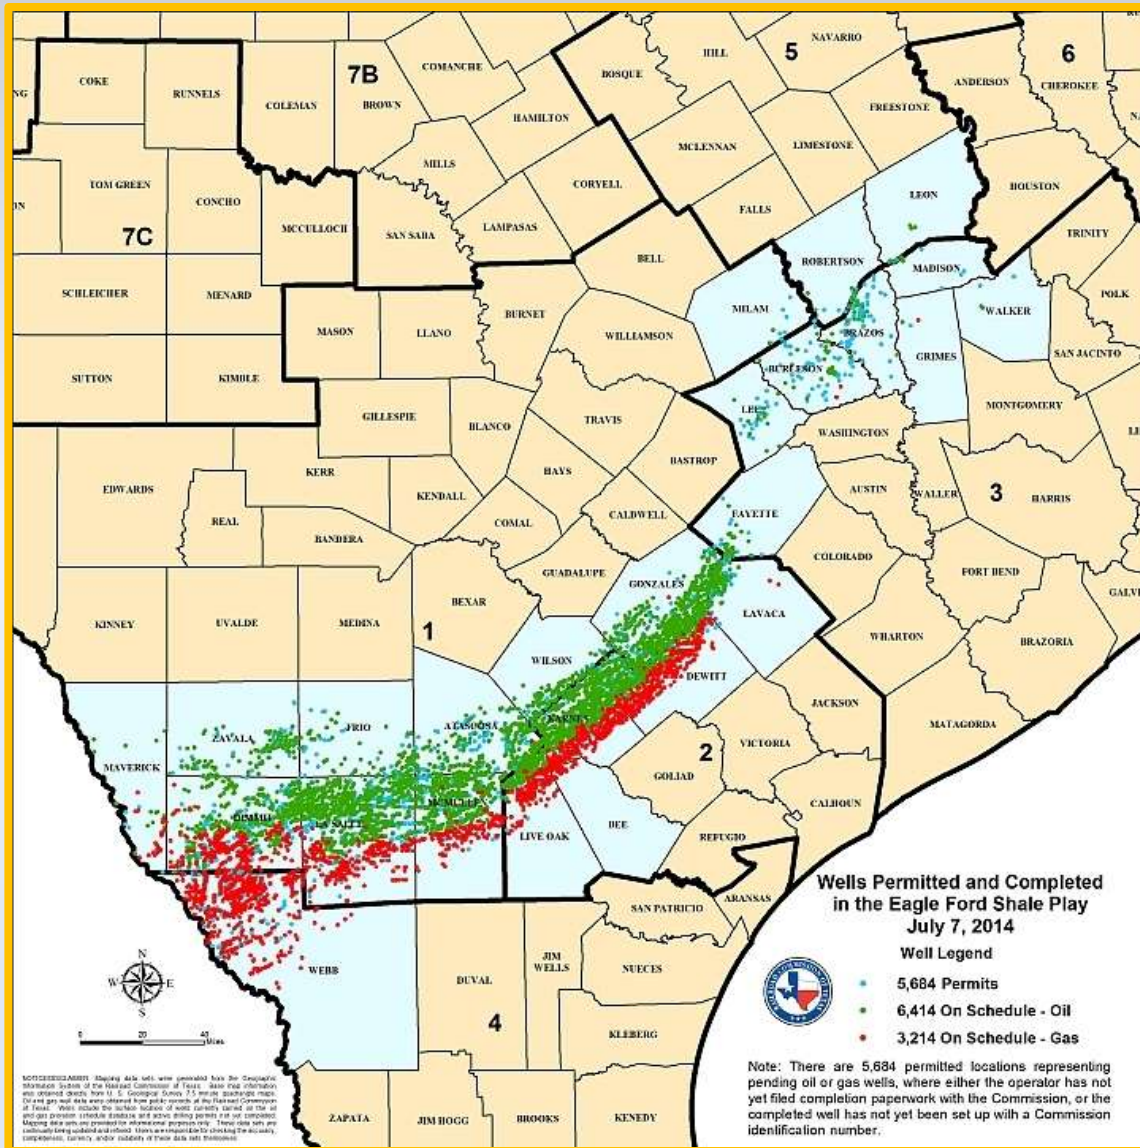 NAVARRO
HILL
5
6
COKE
7B
COMANCHE
BOSQUE
ANDERSON
CHEROKEE
RUNNELS
COLEMAN
BROWN
FREESTONE
HAMILTON
MCLENNAN
LIMESTONE
MILLS
CORYELL
HOUSTON
TOM GREEN
CONCHO
LEON
FALLS
TRINITY
MCCULLOCH
SAN SABA
LAMPASAS
7C
BELL
ROBERTSON
MADISON
SCHLEICHER
MENARD
POLK
MILAM
WALKER
BURNET
MASON
LLANO
WILLIAMSON
BRAZOS
GRIMES
SAN JACINTO
SUTTON
KIMBLE
BURLESON
MONTGOMERY
GILLESPIE
LEE
TRAVIS
BLANCO
WASHINGTON
BASTROP
HAYS
KERR
EDWARDS
AUSTIN
WALLER
3
HARRIS
KENDALL
REAL
CALDWELL
FAYETTE
COMAL
BANDERA
COLORADO
FORT BEND
GUADALUPE
GONZALES
BEXAR
LAVACA
KINNEY
UVALDE
MEDINA
1
WHARTON
BRAZORIA
WILSON
DEWITT
JACKSON
MATAGORDA
FRIO
ATASCOSA
KARNES
ZAVALA
VICTORIA
2
MAVERICK
GOLIAD
CALHOUN
DIMMIT
LA SALLE
MCMULLEN
LIVE OAK
BEE
REFUGIO
ARANSAS
SAN PATRICIO
WEBB
DUVAL
JIM
WELLS
NUECES
4
KLEBERG
ZAPATA
JIM HOGG
BROOKS
KENEDY
N
W E
S
0 20 40
Miles
Wells Permitted and Completed
in the Eagle Ford Shale Play
July 7, 2014
Well Legend
5,684 Permits
6,414 On Schedule - Oil
3,214 On Schedule - Gas
Note: There are 5,684 permitted locations representing
pending oil or gas wells, where either the operator has not
yet filed completion paperwork with the Commission, or the
completed well has not yet been set up with a Commission
identification number.